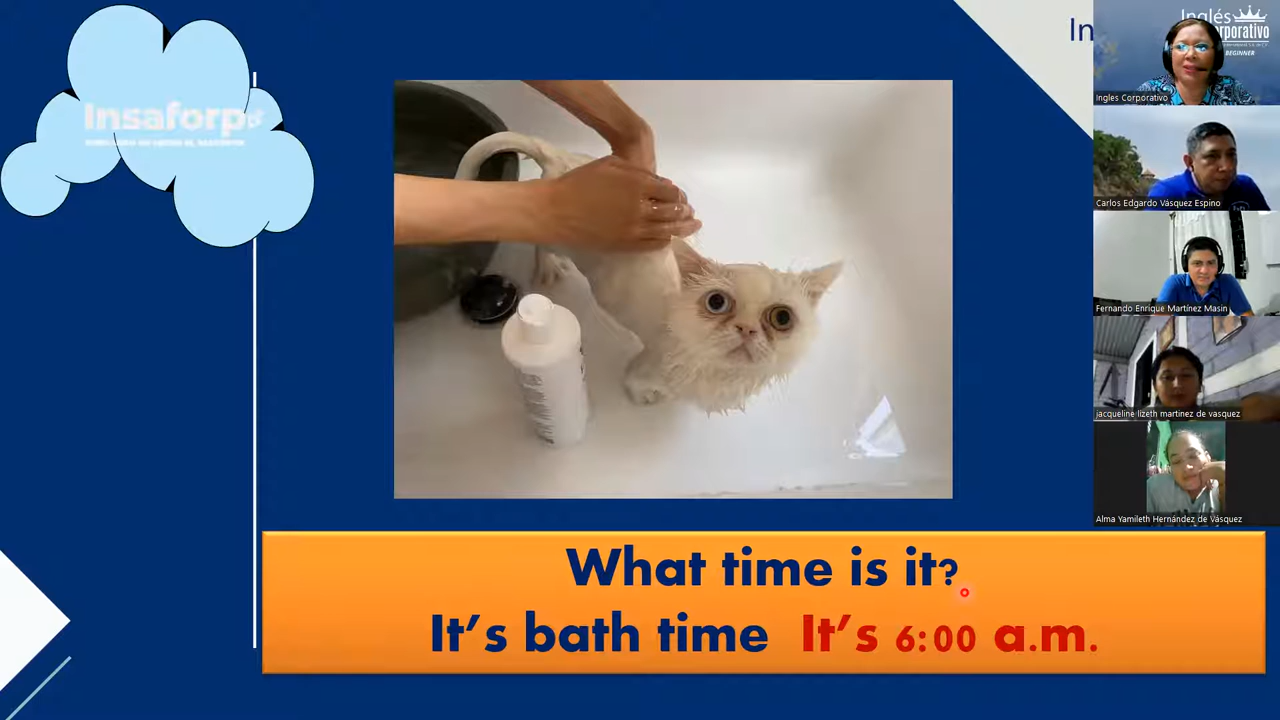 Insaforp
In
Inglés
Corporativo
BEGINNER
Ingles Corporativo
Carlos Edgardo Vásquez Espino
Fernando Enrique Martínez Masin
jacqueline lizeth martinez de vasquez
Alma Yamileth Hernández de Vásquez
What time is it?
It's bath time It's 6:00 a.m.